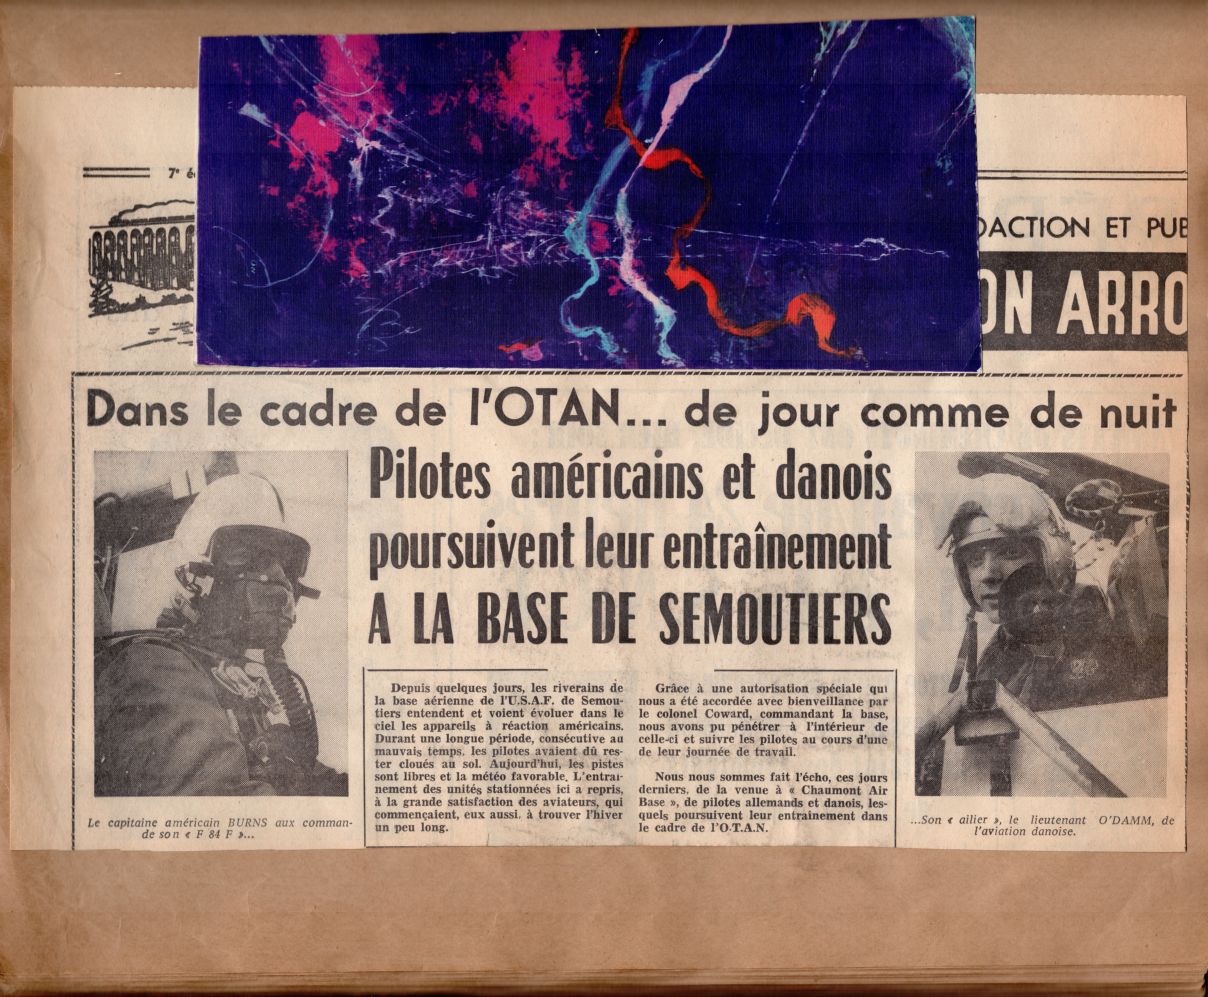 7e
DACTION ET PUB
ON ARRO
Dans le cadre de l'OTAN... de jour comme de nuit
Pilotes américains et danois
poursuivent leur entraînement
A LA BASE DE SEMOUTIERS
Depuis quelques jours, les riverains de
la base aérienne de l'U.S.A.F. de Semou-
tiers entendent et voient évoluer dans le
ciel les appareils à réaction américains.
Durant une longue période, consécutive au
mauvais temps, les pilotes avaient dû res-
ter cloués au sol. Aujourd'hui, les pistes
sont libres et la météo favorable. L'entrai-
nement des unités stationnées ici a repris,
à la grande satisfaction des aviateurs, qui
commençaient, eux aussi, à trouver l'hiver
un peu long.
Grâce à une autorisation spéciale qui
nous a été accordée avec bienveillance par
le colonel Coward, commandant la base,
nous avons pu pénétrer à l'intérieur de
celle-ci et suivre les pilotes au cours d'une
de leur journée de travail.
Nous nous sommes fait l'écho, ces jours
derniers, de la venue à « Chaumont Air
Base », de pilotes allemands et danois, les-
quels poursuivent leur entrainement dans
le cadre de l'O.T.A.N.
Le capitaine américain BURNS aux comman-
de son « F 84 F »...
...Son « ailier », le lieutenant O'DAMM, de
l'aviation danoise.